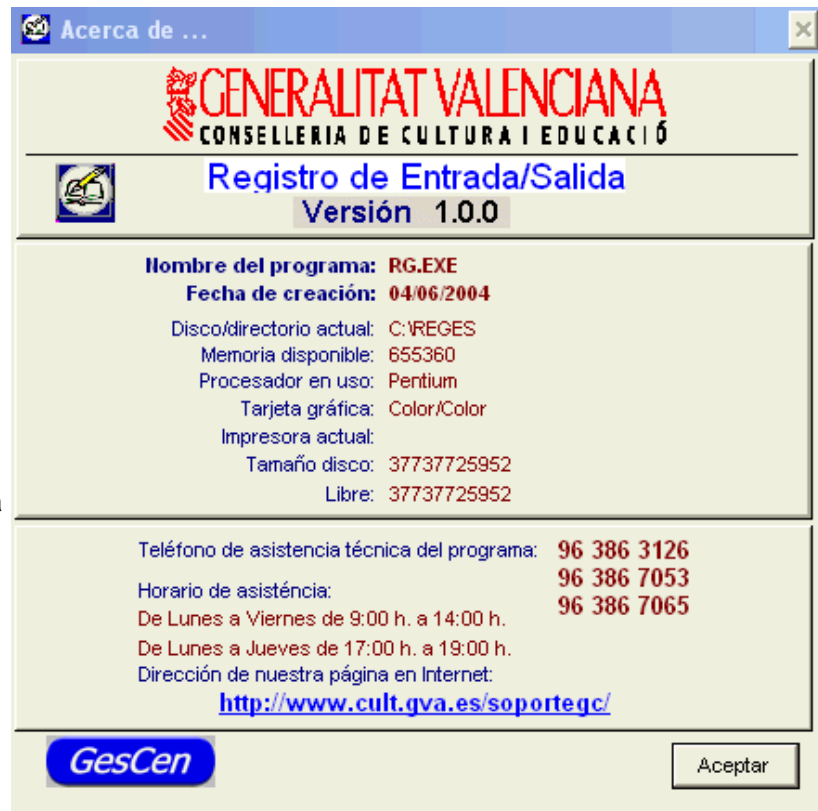 Acerca de ...
GENERALITAT VALENCIANA
CONSELLERIA DE CULTURA I EDUCACIÓ
Registro de Entrada/Salida
Versión 1.0.0
Nombre del programa: RG.EXE
Fecha de creación: 04/06/2004
Disco/directorio actual: C:\REGES
Memoria disponible: 655360
Procesador en uso: Pentium
Tarjeta gráfica: Color/Color
Impresora actual:
Tamaño disco: 37737725952
Libre: 37737725952
Teléfono de asistencia técnica del programa: 96 386 3126
96 386 7053
96 386 7065
Horario de asisténcia:
De Lunes a Viernes de 9:00 h. a 14:00 h.
De Lunes a Jueves de 17:00 h. a 19:00 h.
Dirección de nuestra página en Internet:
http://www.cult.gva.es/soportegc/
GesCen
Aceptar